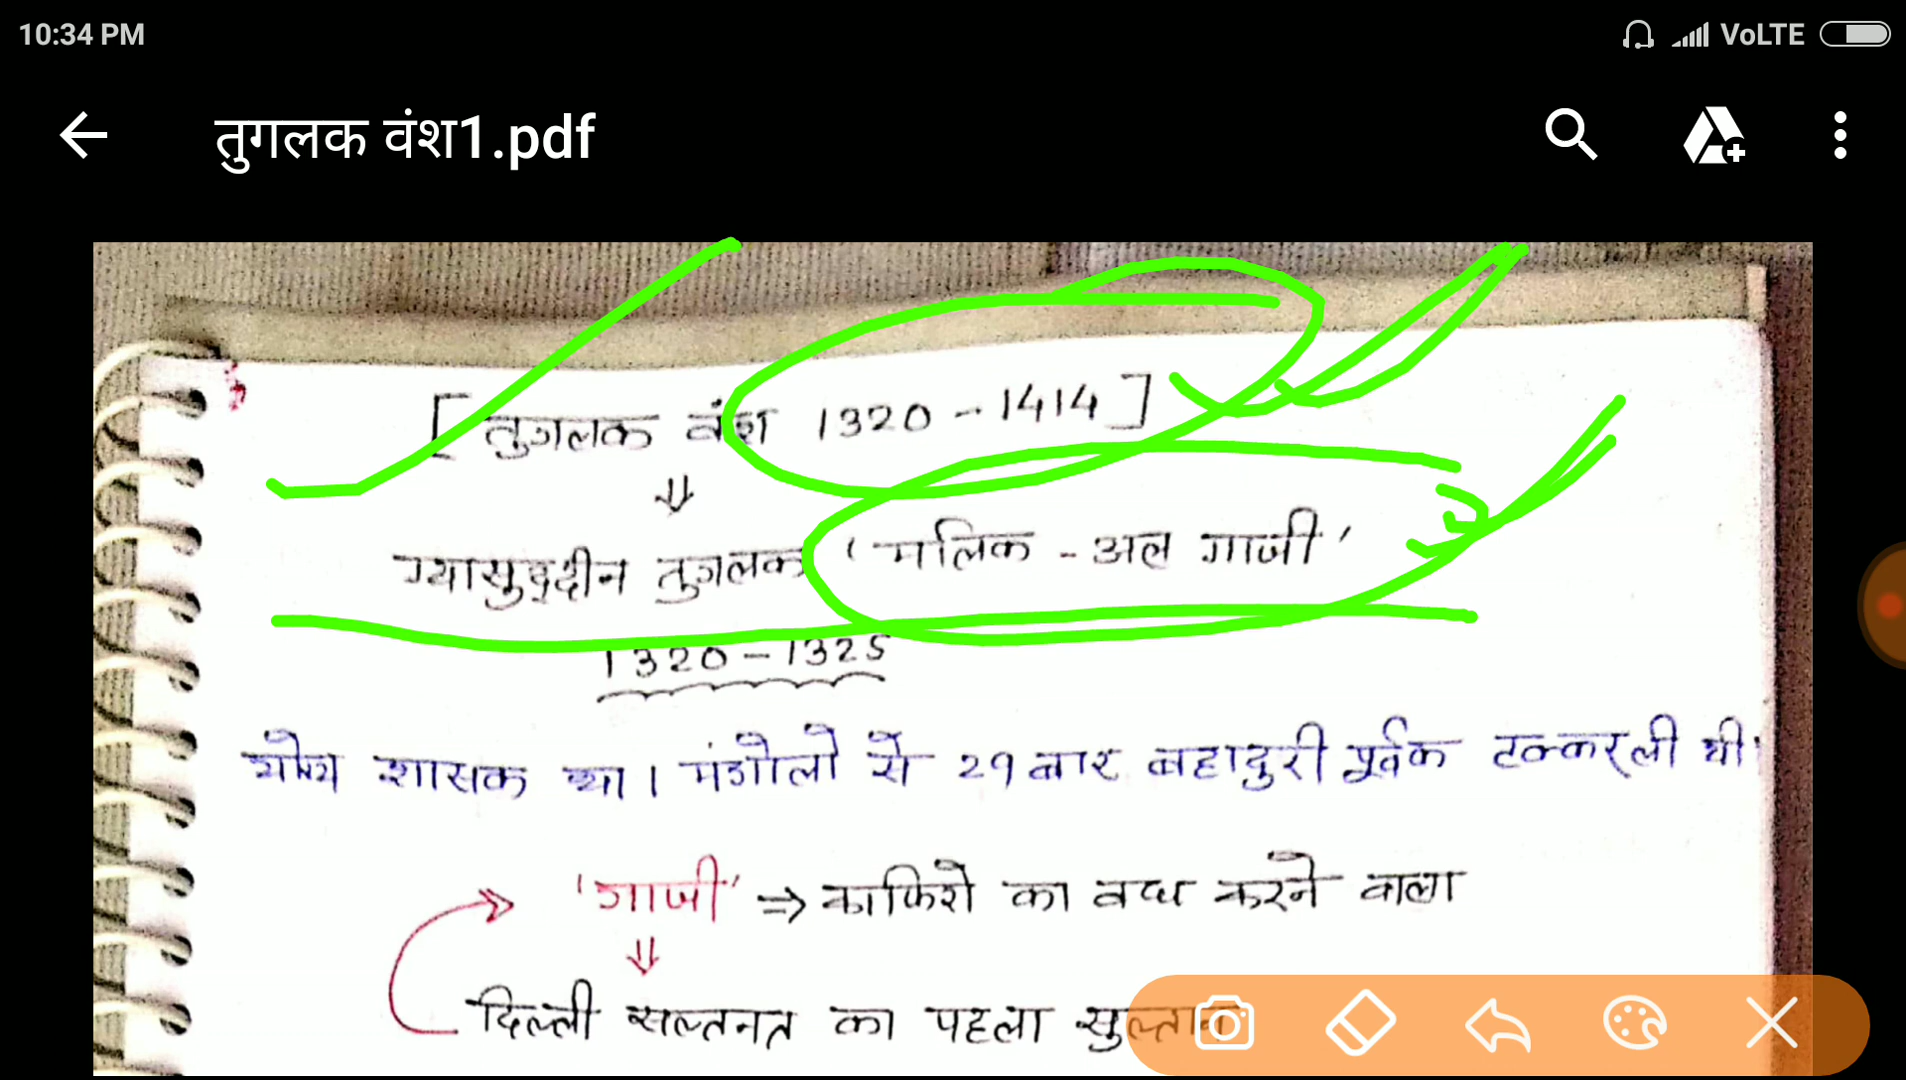 10:34 PM VoLTE
तुगलक वंश1.pdf
[ तुगलक वंश 1320 - 1414 ]
⇓
ग्यासुद्दीन तुगलक 'मलिक - अल गाजी'
1320 - 1325
योग्य शासक था । मंगोलो से 29 बार बहादुरी पूर्वक टक्कर ली थी।
'गाजी' ⇒ काफिरो का वध करने वाला
⇓
दिल्ली सल्तनत का पहला सुल्तान